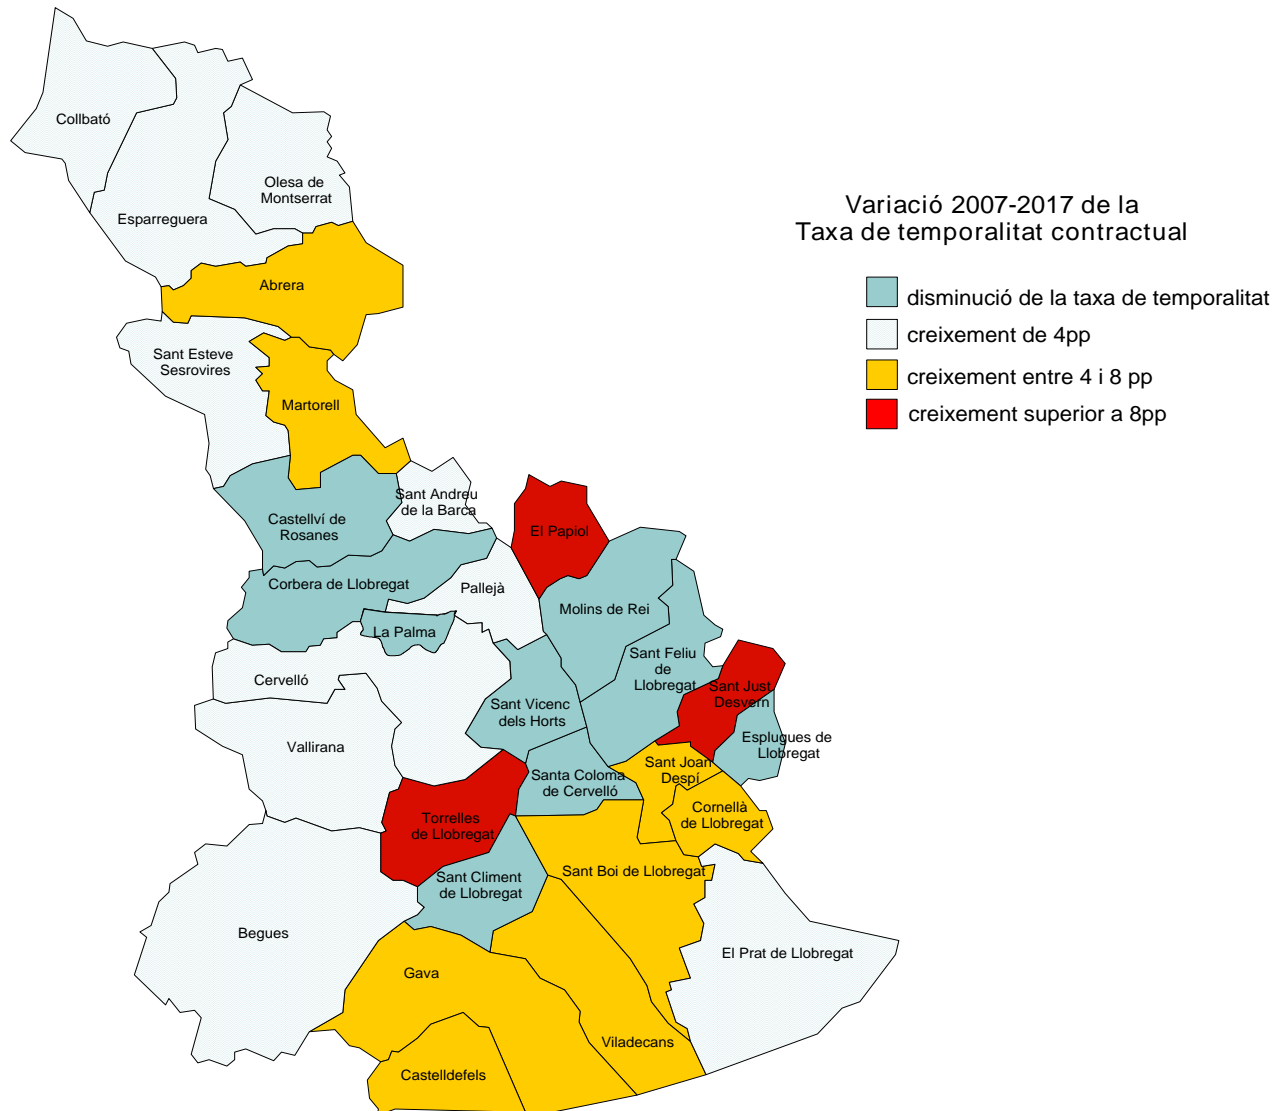 Collbató
Olesa de
Montserrat
Esparreguera
Variació 2007-2017 de la
Taxa de temporalitat contractual
disminució de la taxa de temporalitat
creixement de 4pp
creixement entre 4 i 8 pp
creixement superior a 8pp
Abrera
Sant Esteve
Sesrovires
Martorell
Sant Andreu
de la Barca
Castellví de
Rosanes
El Papiol
Corbera de Llobregat
Pallejà
Molins de Rei
La Palma
Sant Feliu
de
Llobregat
Cervelló
Sant Just
Desvern
Sant Vicenc
dels Horts
Esplugues de
Llobregat
Vallirana
Sant Joan
Despí
Santa Coloma
de Cervelló
Cornellà
de Llobregat
Torrelles
de Llobregat
Sant Boi de Llobregat
Sant Climent
de Llobregat
Begues
El Prat de Llobregat
Gava
Viladecans
Castelldefels